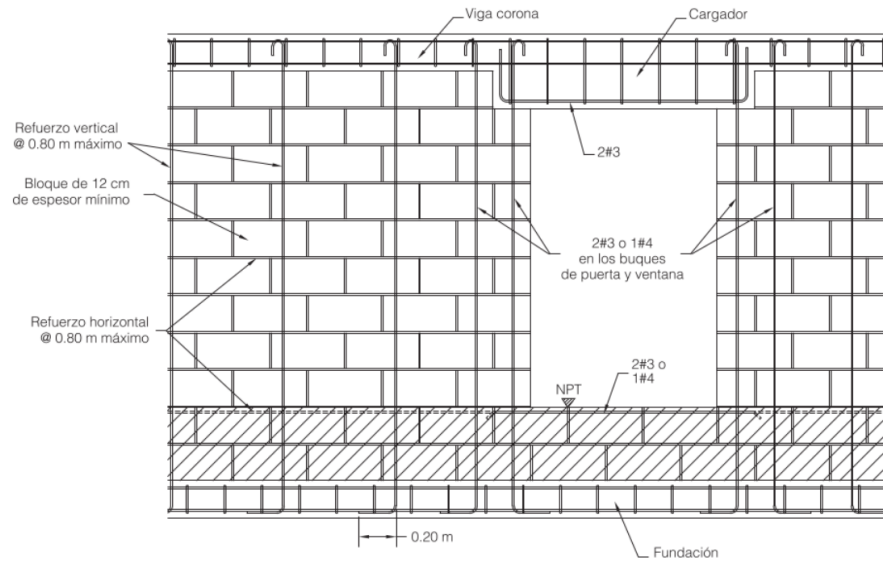 Viga corona
Cargador
Refuerzo vertical
@ 0.80 m máximo
2#3
Bloque de 12 cm
de espesor mínimo
2#3 o 1#4
en los buques
de puerta y ventana
Refuerzo horizontal
@ 0.80 m máximo
2#3 o
1#4
NPT
0.20 m
Fundación